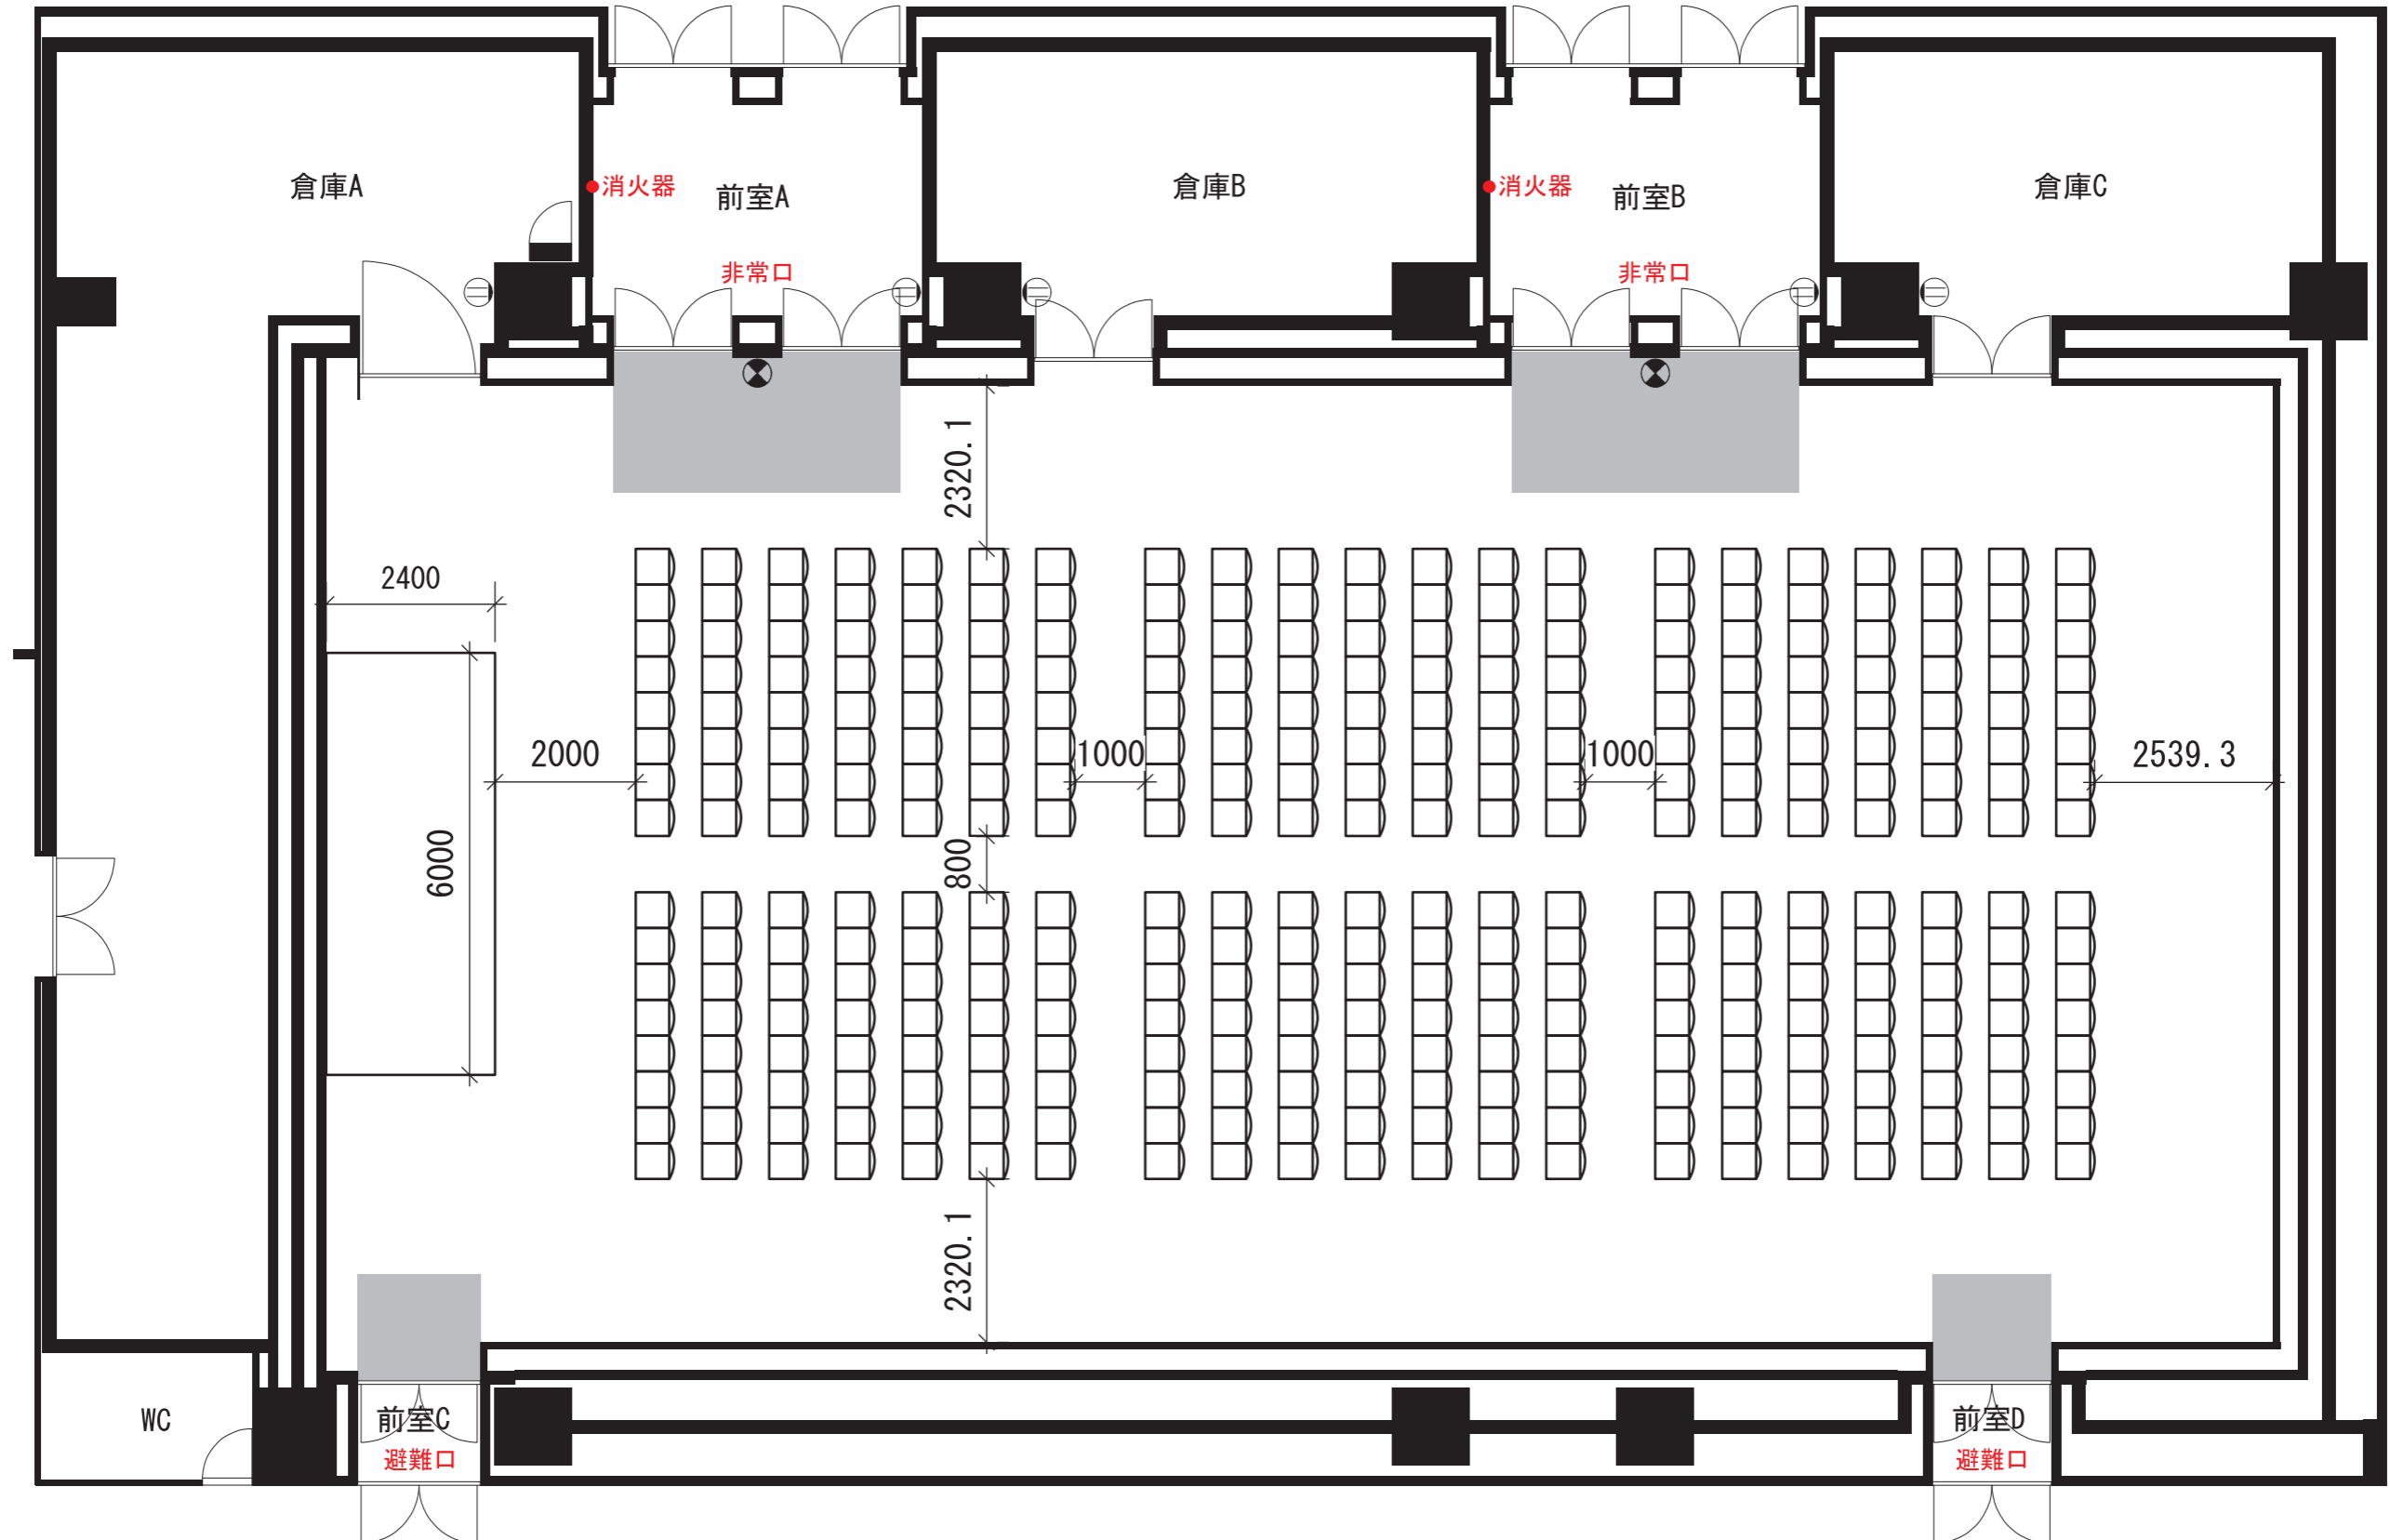 倉庫A
消火器
前室A
倉庫B
消火器
前室B
倉庫C
非常口
非常口
2320.1
2400
2000
1000
1000
2539.3
6000
800
2320.1
WC
前室C
避難口
前室D
避難口